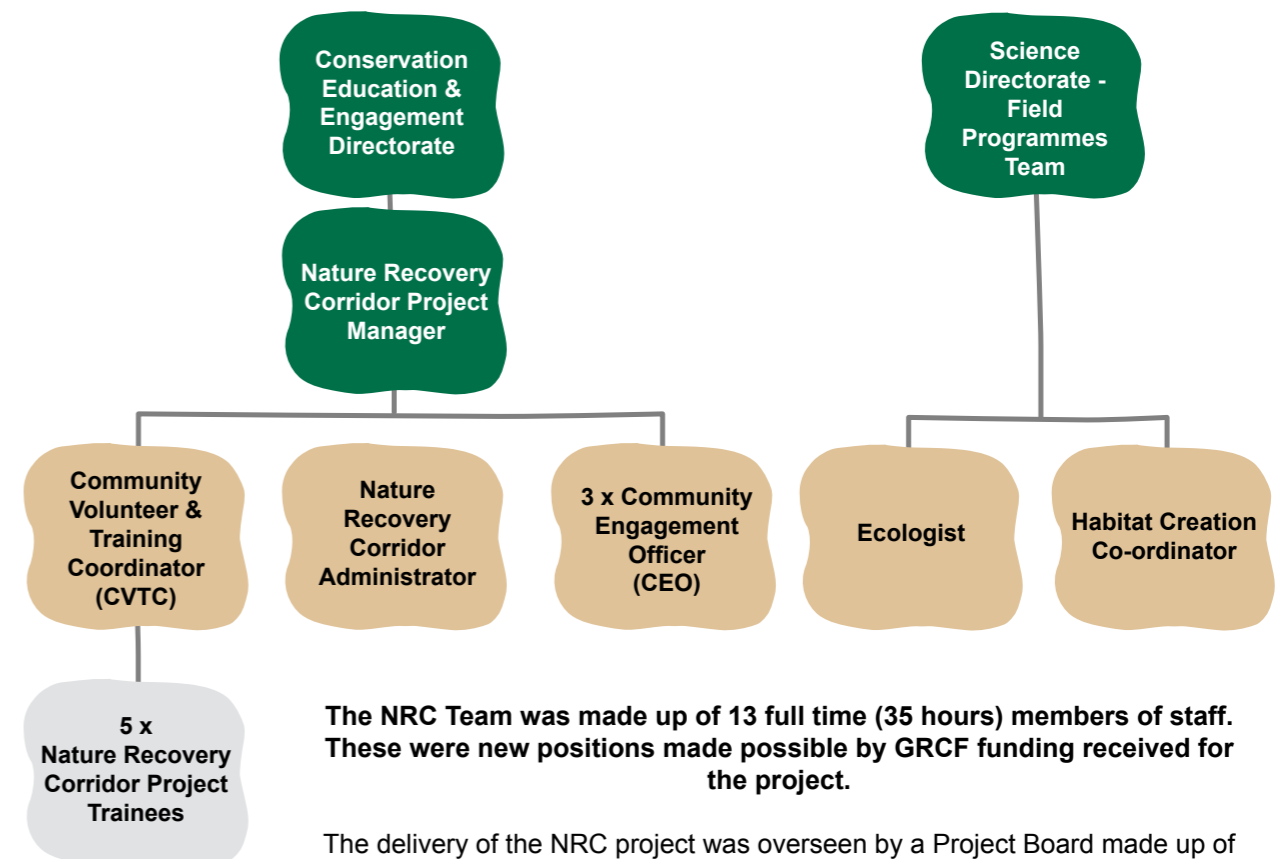 Conservation
Education &
Engagement
Directorate
Science
Directorate -
Field
Programmes
Team
Nature Recovery
Corridor Project
Manager
Community
Volunteer &
Training
Coordinator
(CVTC)
Nature
Recovery
Corridor
Administrator
3 x Community
Engagement
Officer
(CEO)
Ecologist
Habitat Creation
Co-ordinator
5 x
Nature Recovery
Corridor Project
Trainees
The NRC Team was made up of 13 full time (35 hours) members of staff.
These were new positions made possible by GRCF funding received for
the project.
The delivery of the NRC project was overseen by a Project Board made up of